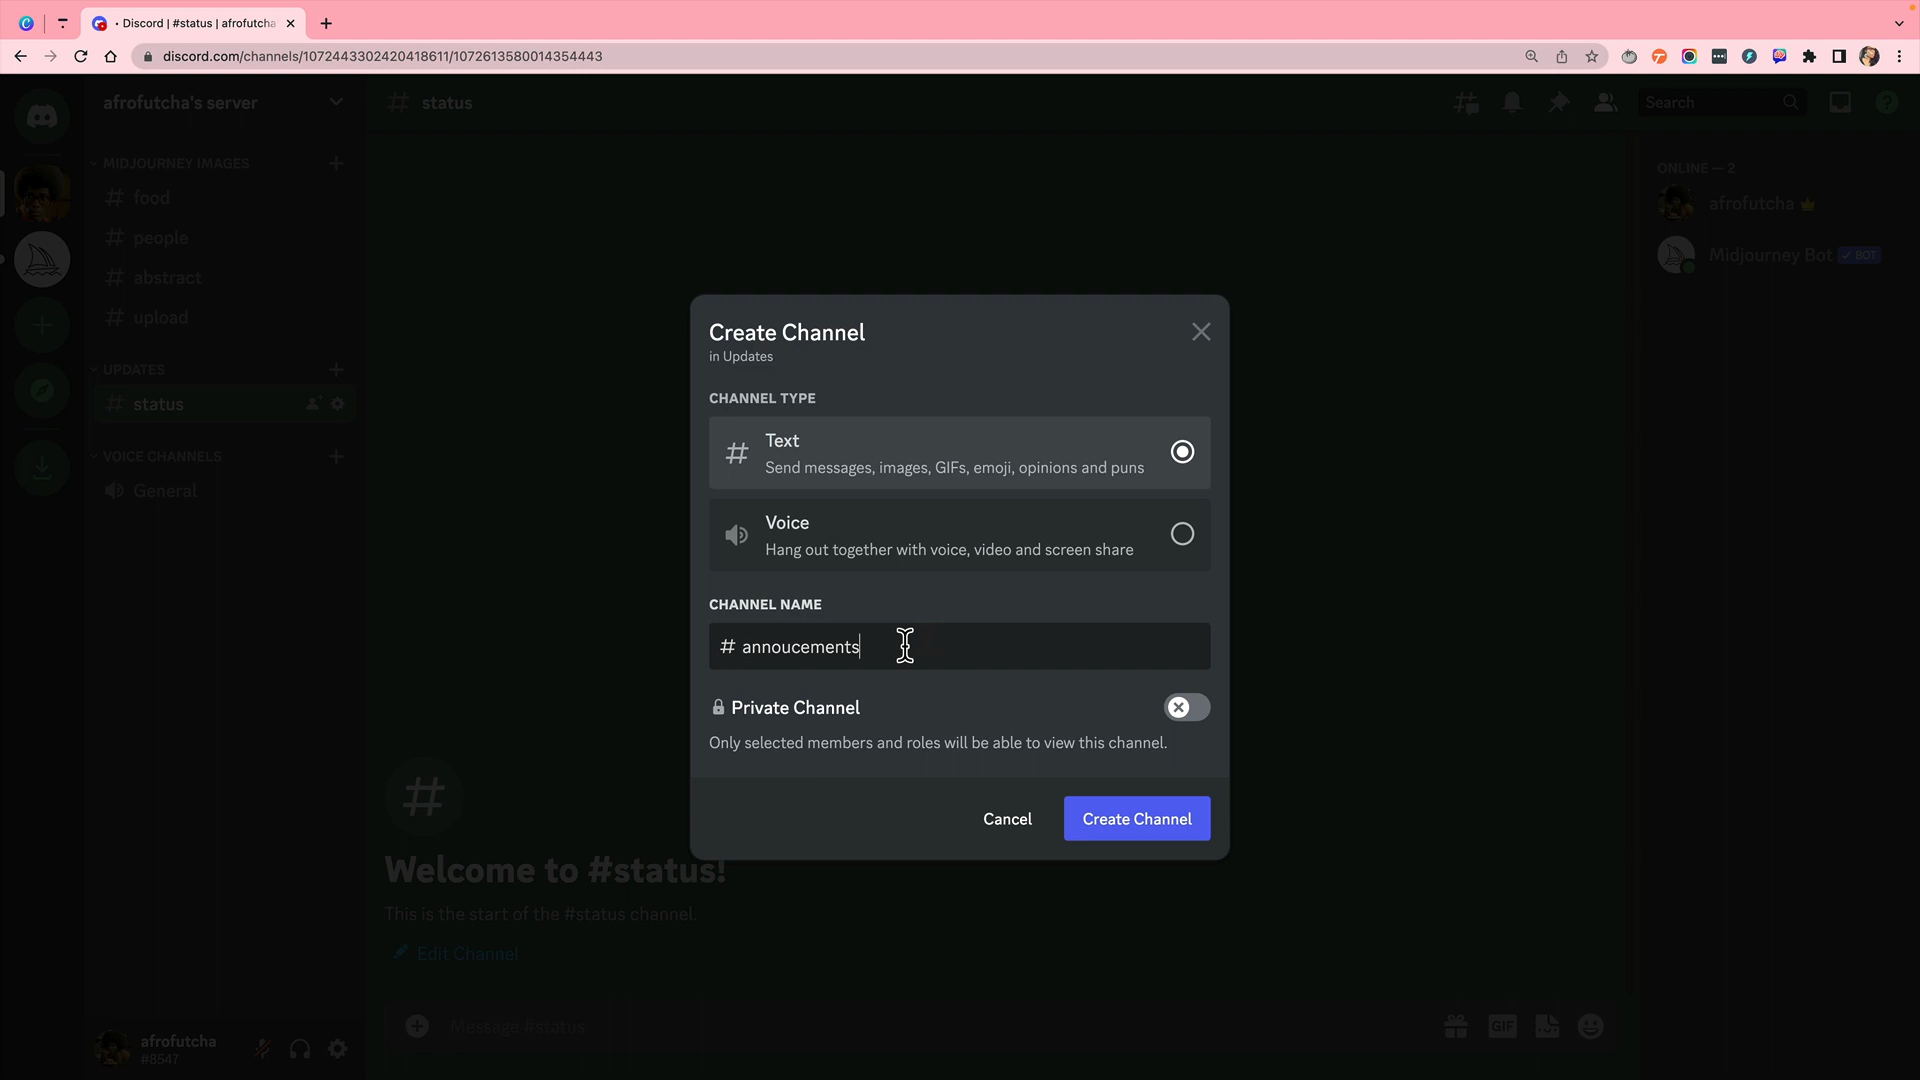 • Discord | #status | afrofutcha
discord.com/channels/1072443302420418611/1072613580014354443
afrofutcha's server
# status
Search
MIDJOURNEY IMAGES
# food
# people
# abstract
# upload
UPDATES
# status
VOICE CHANNELS
General
ONLINE — 2
afrofutcha
Midjourney Bot ✓ BOT
Create Channel
in Updates
CHANNEL TYPE
# Text
Send messages, images, GIFs, emoji, opinions and puns
Voice
Hang out together with voice, video and screen share
CHANNEL NAME
# annoucements
Private Channel
Only selected members and roles will be able to view this channel.
Cancel
Create Channel
Welcome to #status!
This is the start of the #status channel.
Edit Channel
Message #status
GIF
afrofutcha
#8547